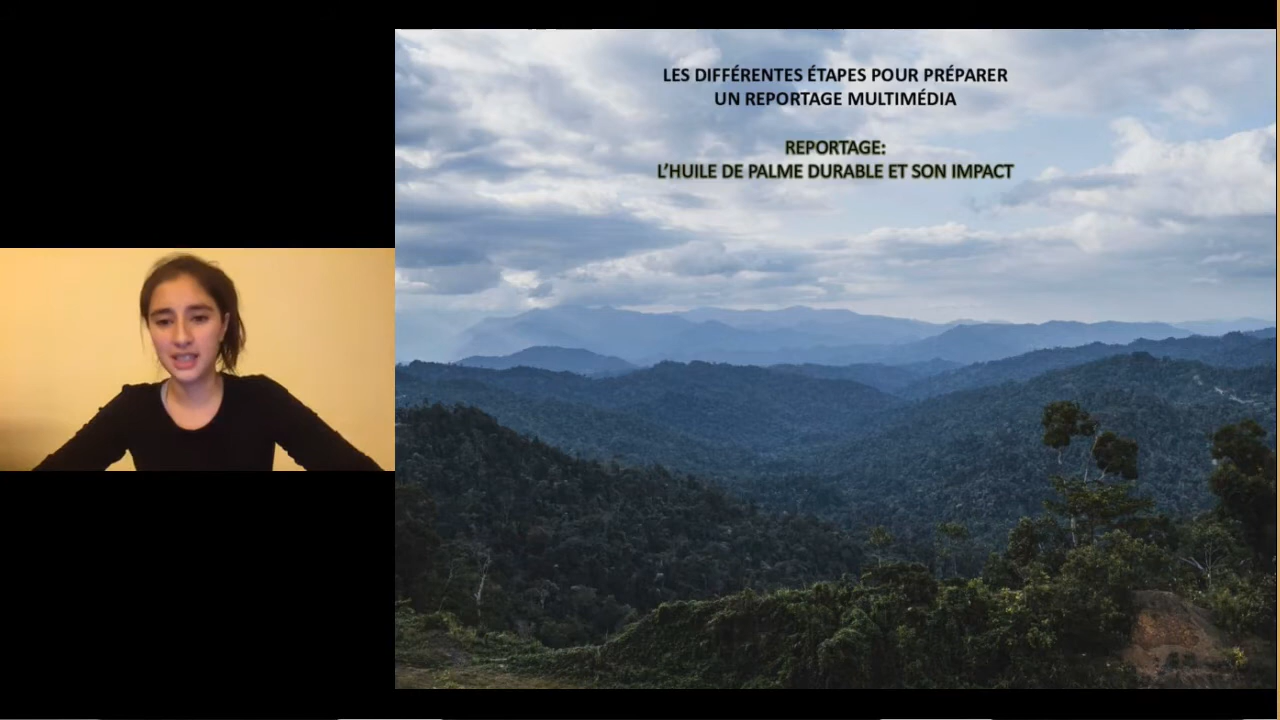 LES DIFFÉRENTES ÉTAPES POUR PRÉPARER
UN REPORTAGE MULTIMÉDIA
REPORTAGE:
L'HUILE DE PALME DURABLE ET SON IMPACT